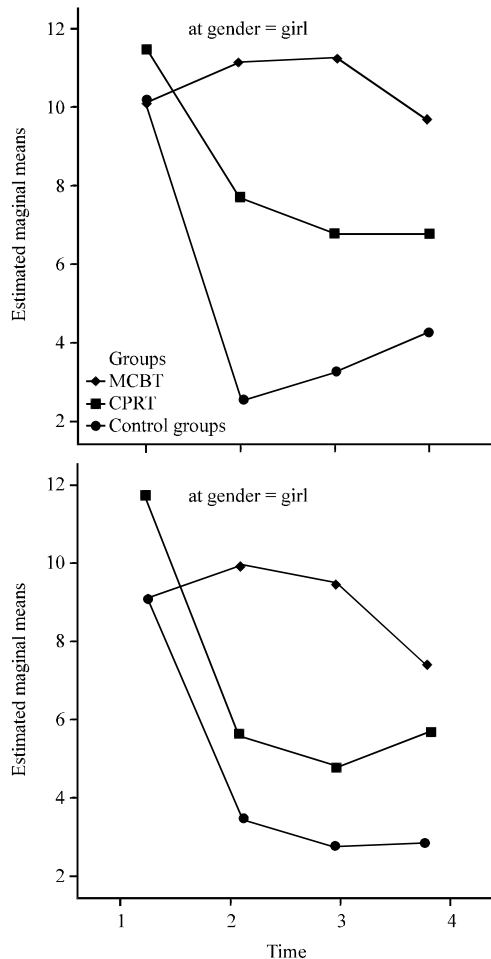 at gender = girl
12
10
8
6
4
2
Estimated maginal means
Groups
MCBT
CPRT
Control groups
at gender = girl
12
10
8
6
4
2
Estimated maginal means
1 2 3 4
Time